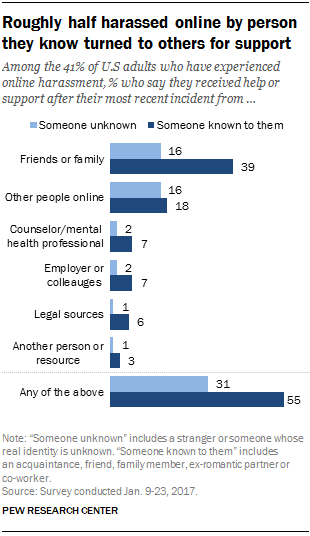 Roughly half harassed online by person
they know turned to others for support
Among the 41% of U.S adults who have experienced
online harassment, % who say they received help or
support after their most recent incident from ...
Someone unknown Someone known to them
Friends or family 16
39
Other people online 16
18
Counselor/mental 2
health professional 7
Employer or 2
colleauges 7
Legal sources 1
6
Another person or 1
resource 3
Any of the above 31
55
Note: “Someone unknown” includes a stranger or someone whose
real identity is unknown. “Someone known to them” includes
an acquaintance, friend, family member, ex-romantic partner or
co-worker.
Source: Survey conducted Jan. 9-23, 2017.
PEW RESEARCH CENTER